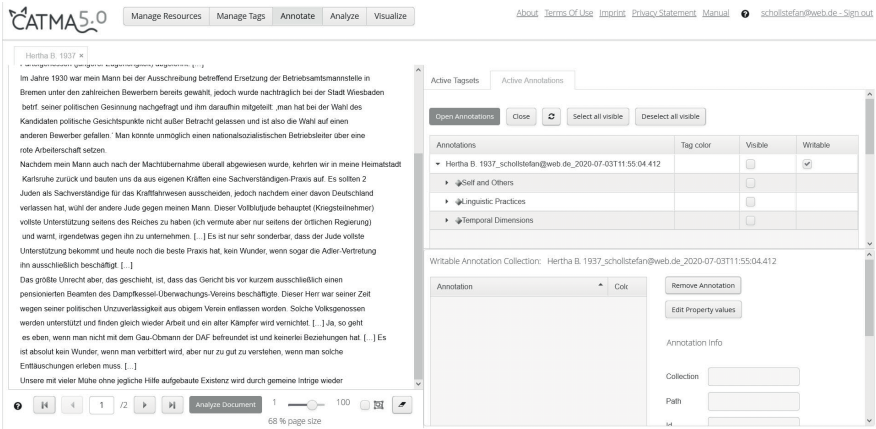 CATMA5.0
Manage Resources Manage Tags Annotate Analyze Visualize
About Terms Of Use Imprint Privacy Statement Manual ? schollstefan@web.de - Sign out
Hertha B. 1937 ×
Im Jahre 1930 war mein Mann bei der Ausschreibung betreffend Ersetzung der Betriebsamtsmannstelle in
Bremen unter den zahlreichen Bewerbern bereits gewählt, jedoch wurde nachträglich bei der Stadt Wiesbaden
betrf. seiner politischen Gesinnung nachgefragt und ihm daraufhin mitgeteilt: ‚man hat bei der Wahl des
Kandidaten politische Gesichtspunkte nicht außer Betracht gelassen und ist also die Wahl auf einen
anderen Bewerber gefallen.' Man könnte unmöglich einen nationalsozialistischen Betriebsleiter über eine
rote Arbeiterschaft setzen.
Nachdem mein Mann auch nach der Machtübernahme überall abgewiesen wurde, kehrten wir in meine Heimatstadt
Karlsruhe zurück und bauten uns da aus eigenen Kräften eine Sachverständigen-Praxis auf. Es sollten 2
Juden als Sachverständige für das Kraftfahrwesen ausscheiden, jedoch nachdem einer davon Deutschland
verlassen hat, wühl der andere Jude gegen meinen Mann. Dieser Vollblutjude behauptet (Kriegsteilnehmer)
vollste Unterstützung seitens des Reiches zu haben (ich vermute aber nur seitens der örtlichen Regierung)
und warnt, irgendetwas gegen ihn zu unternehmen. [...] Es ist nur sehr sonderbar, dass der Jude vollste
Unterstützung bekommt und heute noch die beste Praxis hat, kein Wunder, wenn sogar die Adler-Vertretung
ihn ausschließlich beschäftigt. [...]
Das größte Unrecht aber, das geschieht, ist, dass das Gericht bis vor kurzem ausschließlich einen
pensionierten Beamten des Dampfkessel-Überwachungs-Vereins beschäftigte. Dieser Herr war seiner Zeit
wegen seiner politischen Unzuverlässigkeit aus obigem Verein entlassen worden. Solche Volksgenossen
werden unterstützt und finden gleich wieder Arbeit und ein alter Kämpfer wird vernichtet. [...] Ja, so geht
es eben, wenn man nicht mit dem Gau-Obmann der DAF befreundet ist und keinerlei Beziehungen hat. [...] Es
ist absolut kein Wunder, wenn man verbittert wird, aber nur zu gut zu verstehen, wenn man solche
Enttäuschungen erleben muss. [...]
Unsere mit vieler Mühe ohne jegliche Hilfe aufgebaute Existenz wird durch gemeine Intrige wieder
? 1 /2 Analyze Document 1 100
68 % page size
Active Tagsets Active Annotations
Open Annotations Close Select all visible Deselect all visible
Annotations Tag color Visible Writable
Hertha B. 1937_schollstefan@web.de_2020-07-03T11:55:04.412
Self and Others
Linguistic Practices
Temporal Dimensions
Writable Annotation Collection: Hertha B. 1937_schollstefan@web.de_2020-07-03T11:55:04.412
Annotation Colc
Remove Annotation
Edit Property values
Annotation Info
Collection
Path
Id